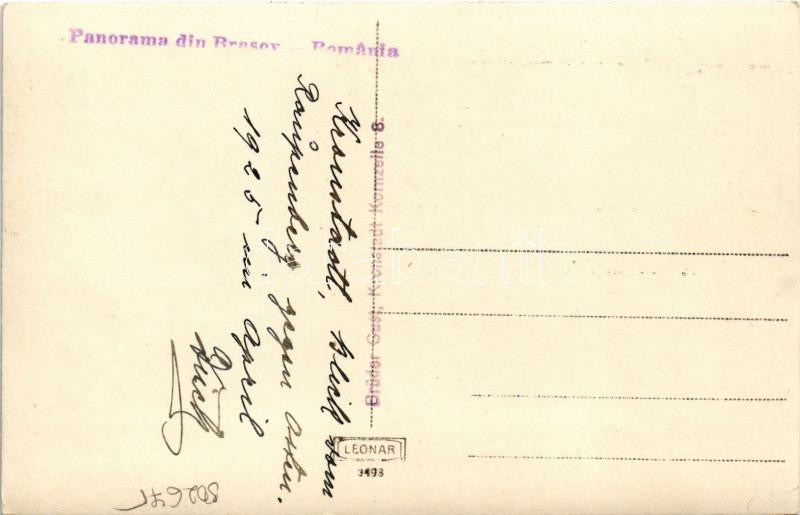 Panorama din Brasov — România
Kronstadt, Blick vom
gegen Osten.
1925 im April
Brüder Gust, Kronstadt Kornzeile 8.
LEONAR
3498